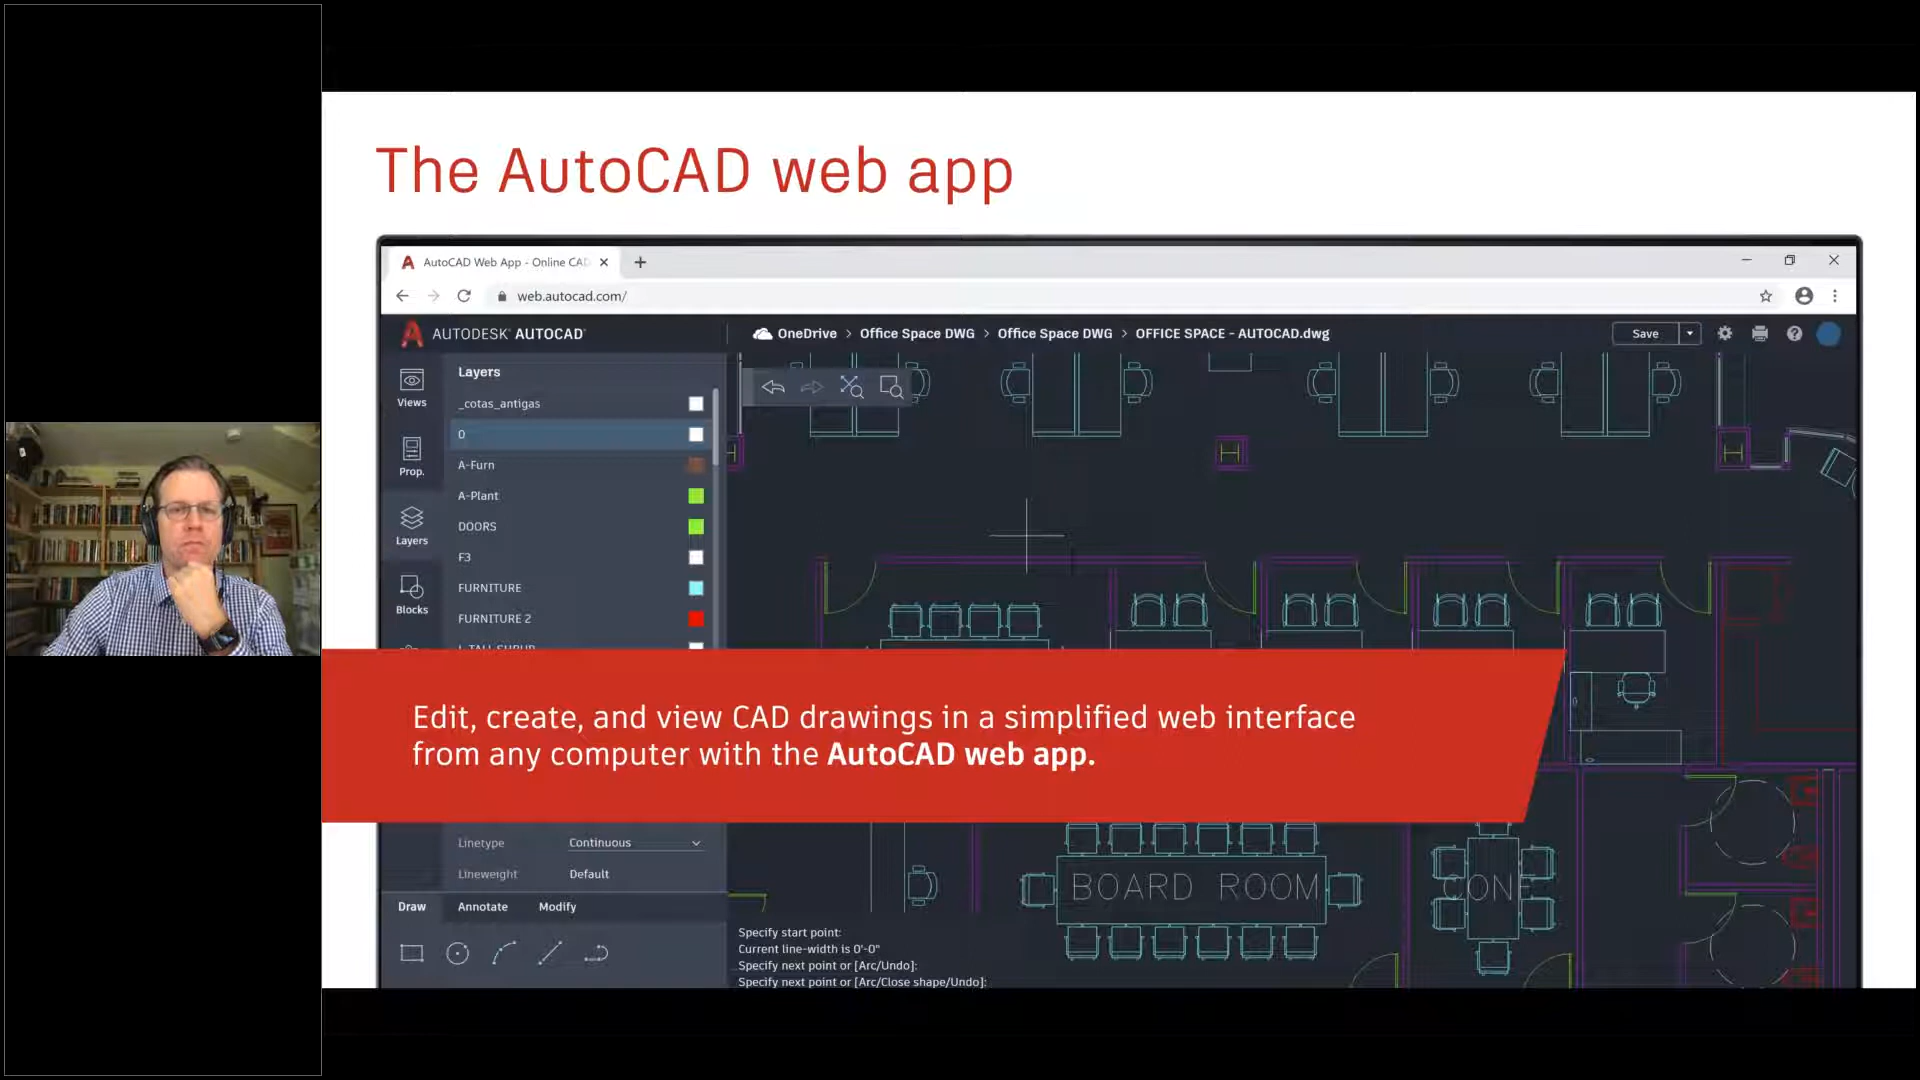 The AutoCAD web app
AutoCAD Web App - Online CAD
web.autocad.com/
AUTODESK AUTOCAD
OneDrive > Office Space DWG > Office Space DWG > OFFICE SPACE - AUTOCAD.dwg
Save
Views
Prop.
Layers
Blocks
Layers
_cotas_antigas
0
A-Furn
A-Plant
DOORS
F3
FURNITURE
FURNITURE 2
L-TALL SHRUB
Edit, create, and view CAD drawings in a simplified web interface
from any computer with the AutoCAD web app.
Linetype Continuous
Lineweight Default
Draw Annotate Modify
BOARD ROOM
CONF
Specify start point:
Current line-width is 0'-0"
Specify next point or [Arc/Undo]:
Specify next point or [Arc/Close shape/Undo]: